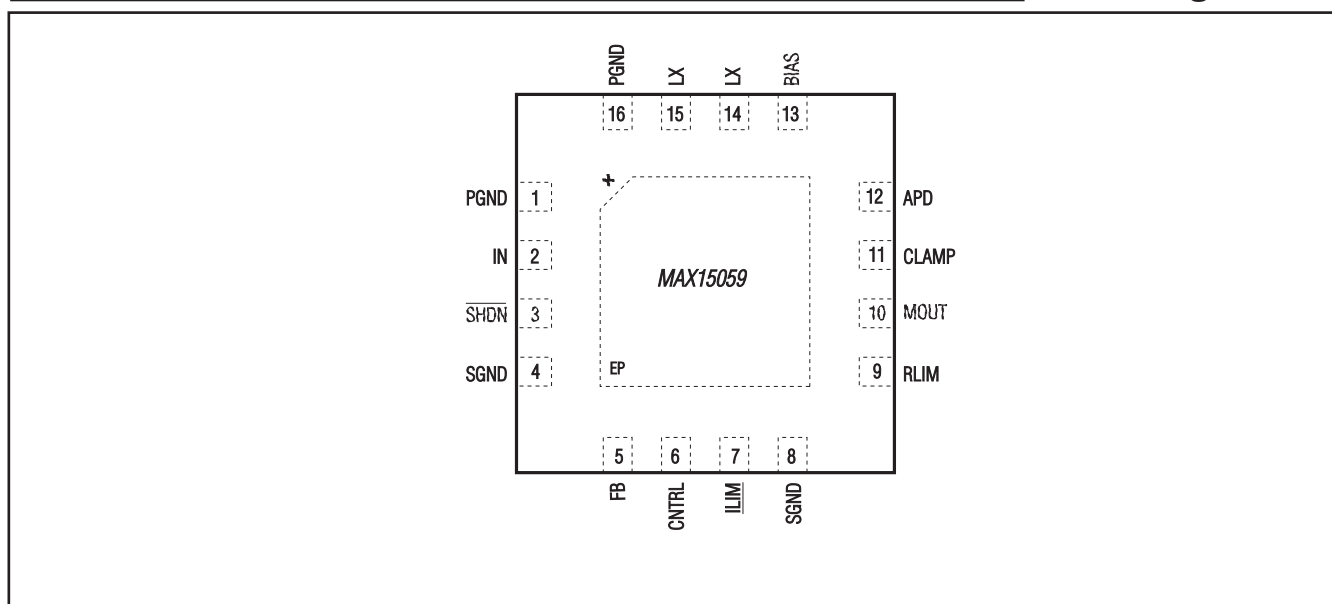 PGND LX LX BIAS
16 15 14 13
+
PGND 1
IN 2
SHDN 3
SGND 4
MAX15059
EP
12 APD
11 CLAMP
10 MOUT
9 RLIM
5 6 7 8
FB CNTRL ILIM SGND